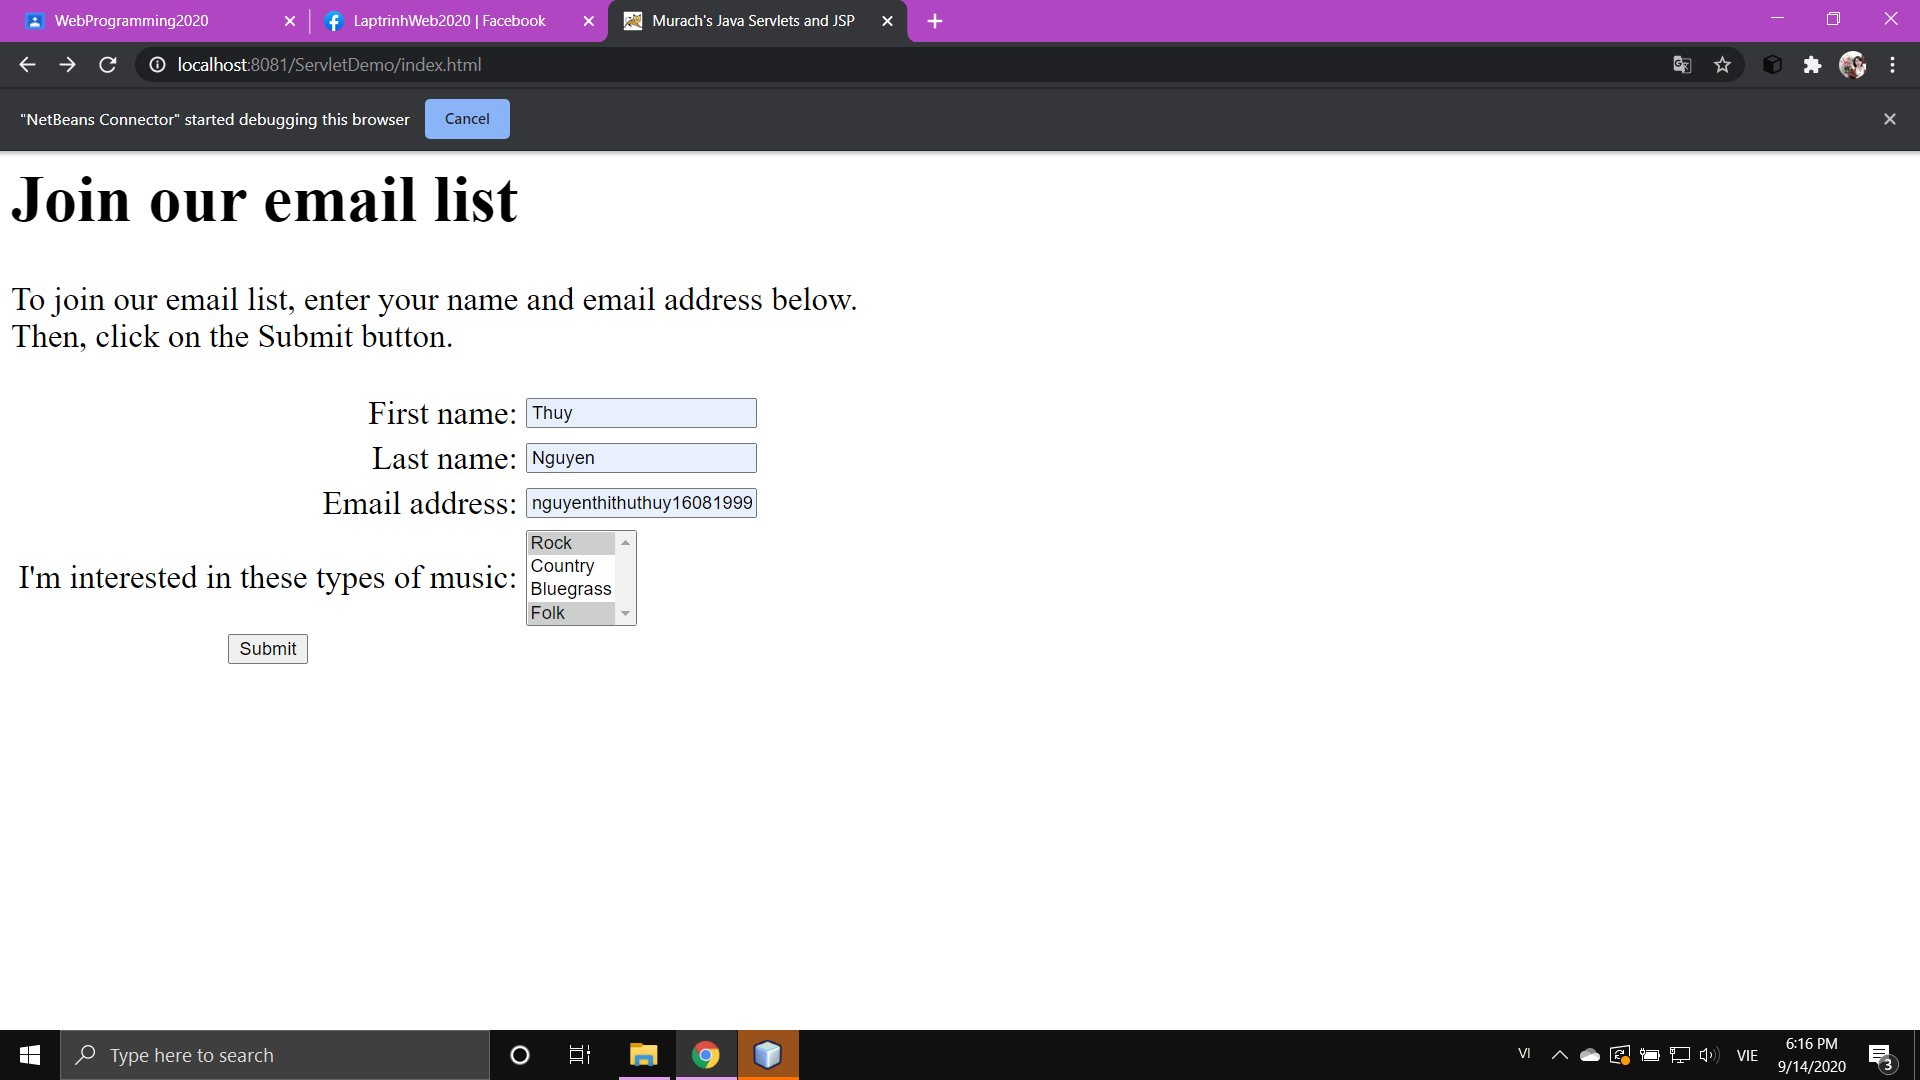 WebProgramming2020
LaptrinhWeb2020 | Facebook
Murach's Java Servlets and JSP
localhost:8081/ServletDemo/index.html
"NetBeans Connector" started debugging this browser
Cancel
Join our email list
To join our email list, enter your name and email address below.
Then, click on the Submit button.
First name: Thuy
Last name: Nguyen
Email address: nguyenthithuthuy16081999
I'm interested in these types of music:
Rock
Country
Bluegrass
Folk
Submit
Type here to search
VI
VIE
6:16 PM
9/14/2020
3